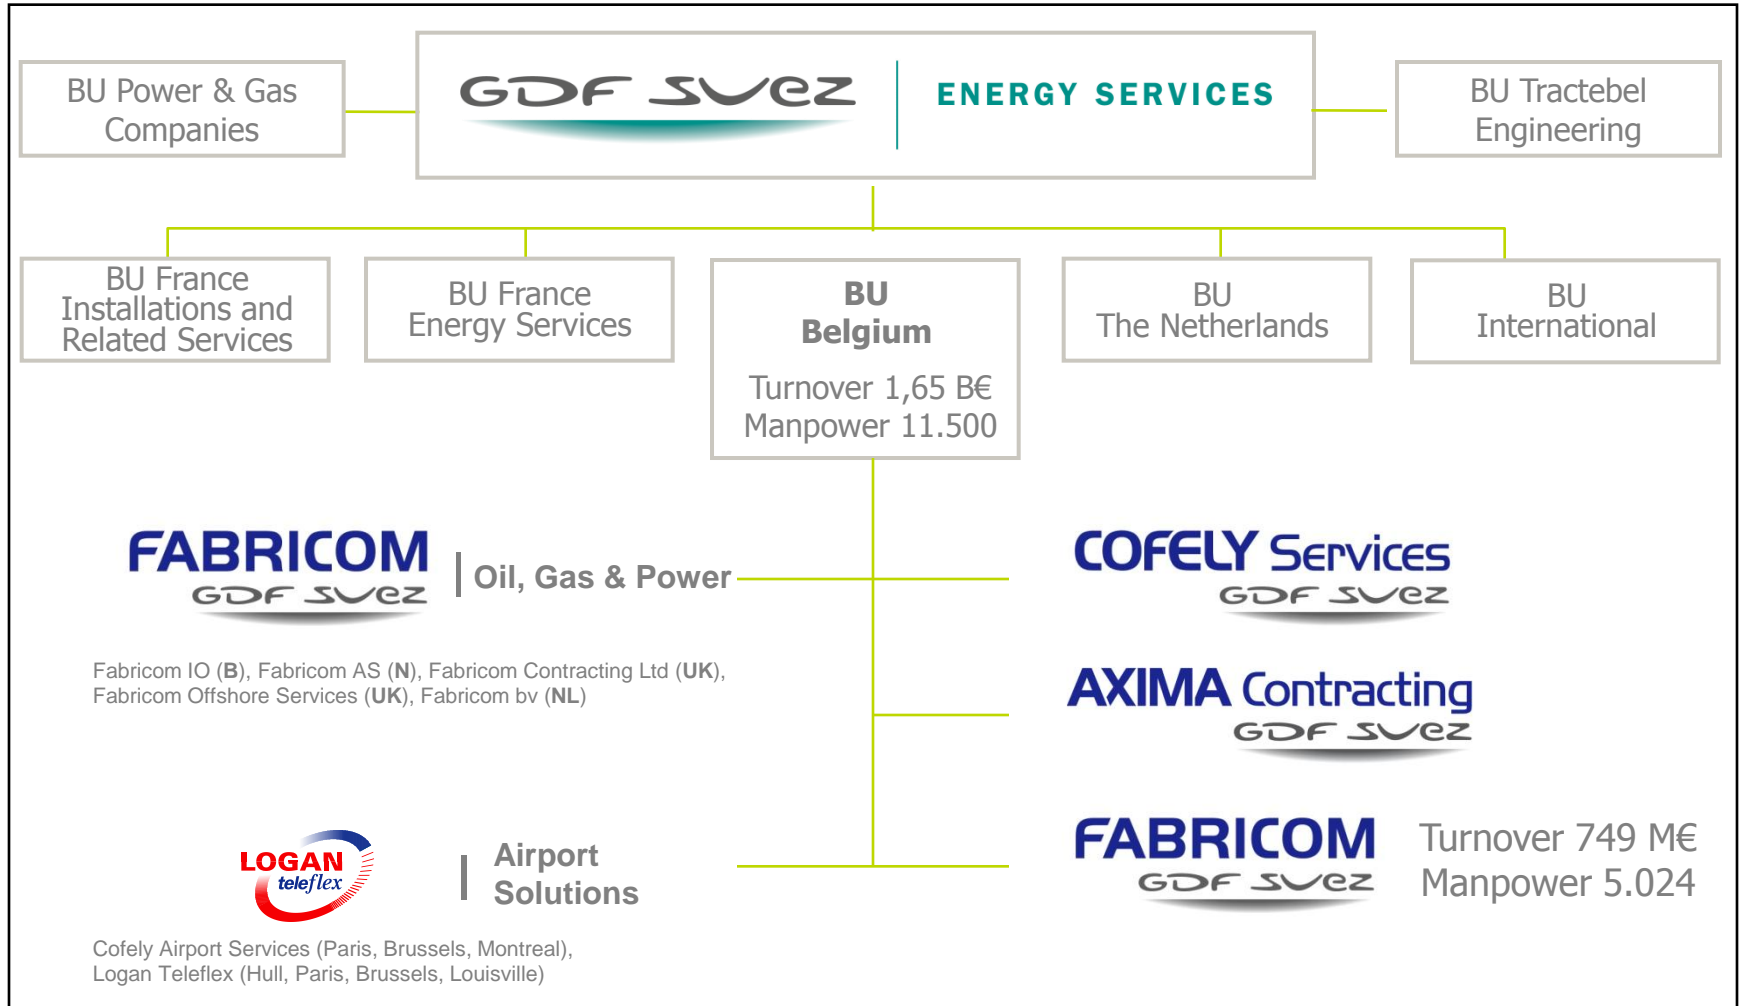 BU Power & Gas
Companies
GDF SUEZ
ENERGY SERVICES
BU Tractebel
Engineering
BU France
Installations and
Related Services
BU France
Energy Services
BU
Belgium
Turnover 1,65 B€
Manpower 11.500
BU
The Netherlands
BU
International
FABRICOM
GDF SUEZ
Oil, Gas & Power
Fabricom IO (B), Fabricom AS (N), Fabricom Contracting Ltd (UK),
Fabricom Offshore Services (UK), Fabricom bv (NL)
COFELY Services
GDF SUEZ
AXIMA Contracting
GDF SUEZ
LOGAN
teleflex
Airport
Solutions
Cofely Airport Services (Paris, Brussels, Montreal),
Logan Teleflex (Hull, Paris, Brussels, Louisville)
FABRICOM
GDF SUEZ
Turnover 749 M€
Manpower 5.024